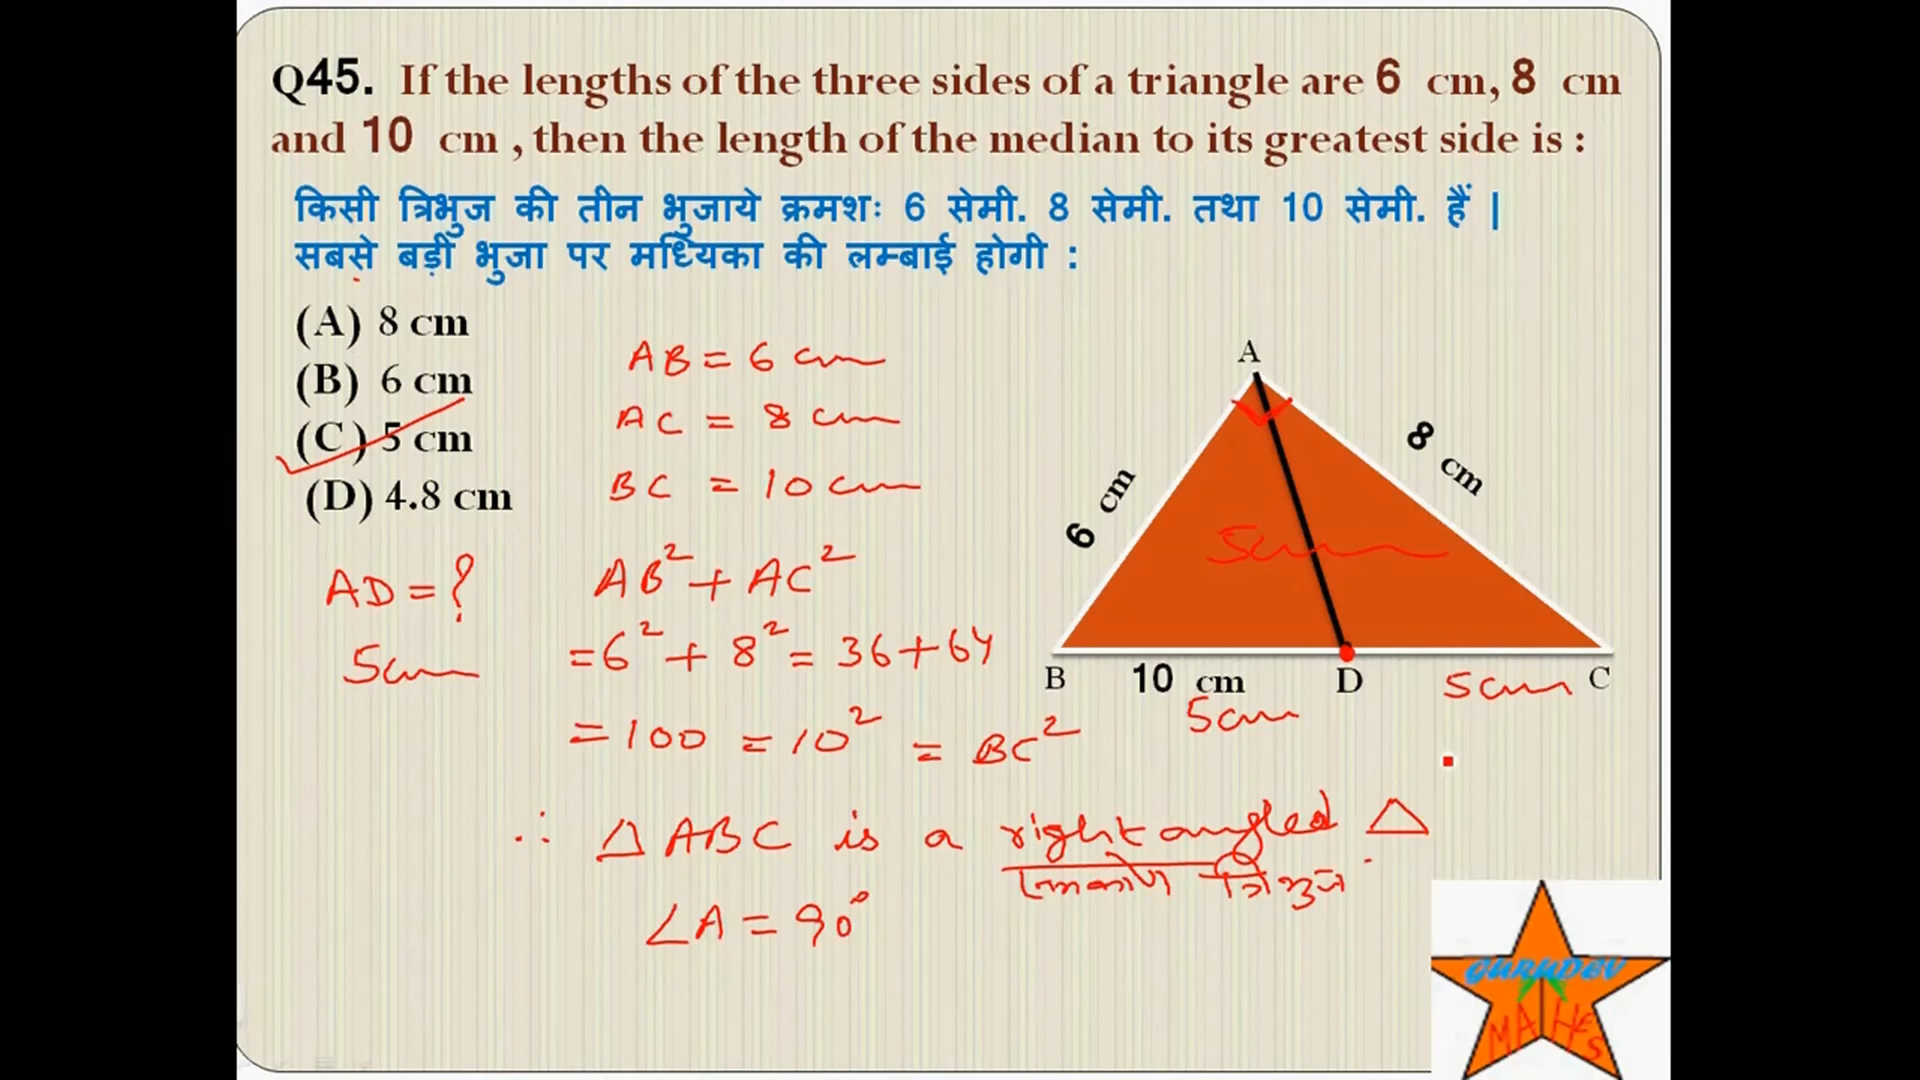 Q45. If the lengths of the three sides of a triangle are 6 cm, 8 cm
and 10 cm , then the length of the median to its greatest side is :
किसी त्रिभुज की तीन भुजाये क्रमशः 6 सेमी. 8 सेमी. तथा 10 सेमी. हैं |
सबसे बड़ी भुजा पर मध्यिका की लम्बाई होगी :
(A) 8 cm
(B) 6 cm
(C) 5 cm
(D) 4.8 cm
AD = ?
5cm
AB = 6 cm
AC = 8 cm
BC = 10 cm
AB² + AC²
= 6² + 8² = 36 + 64
= 100 = 10² = BC²
∴ △ ABC is a right angled △
समकोण त्रिभुज
∠A = 90°
A
6 cm
8 cm
5cm
B 10 cm D 5cm C
5cm
GURUDEV
MATHS